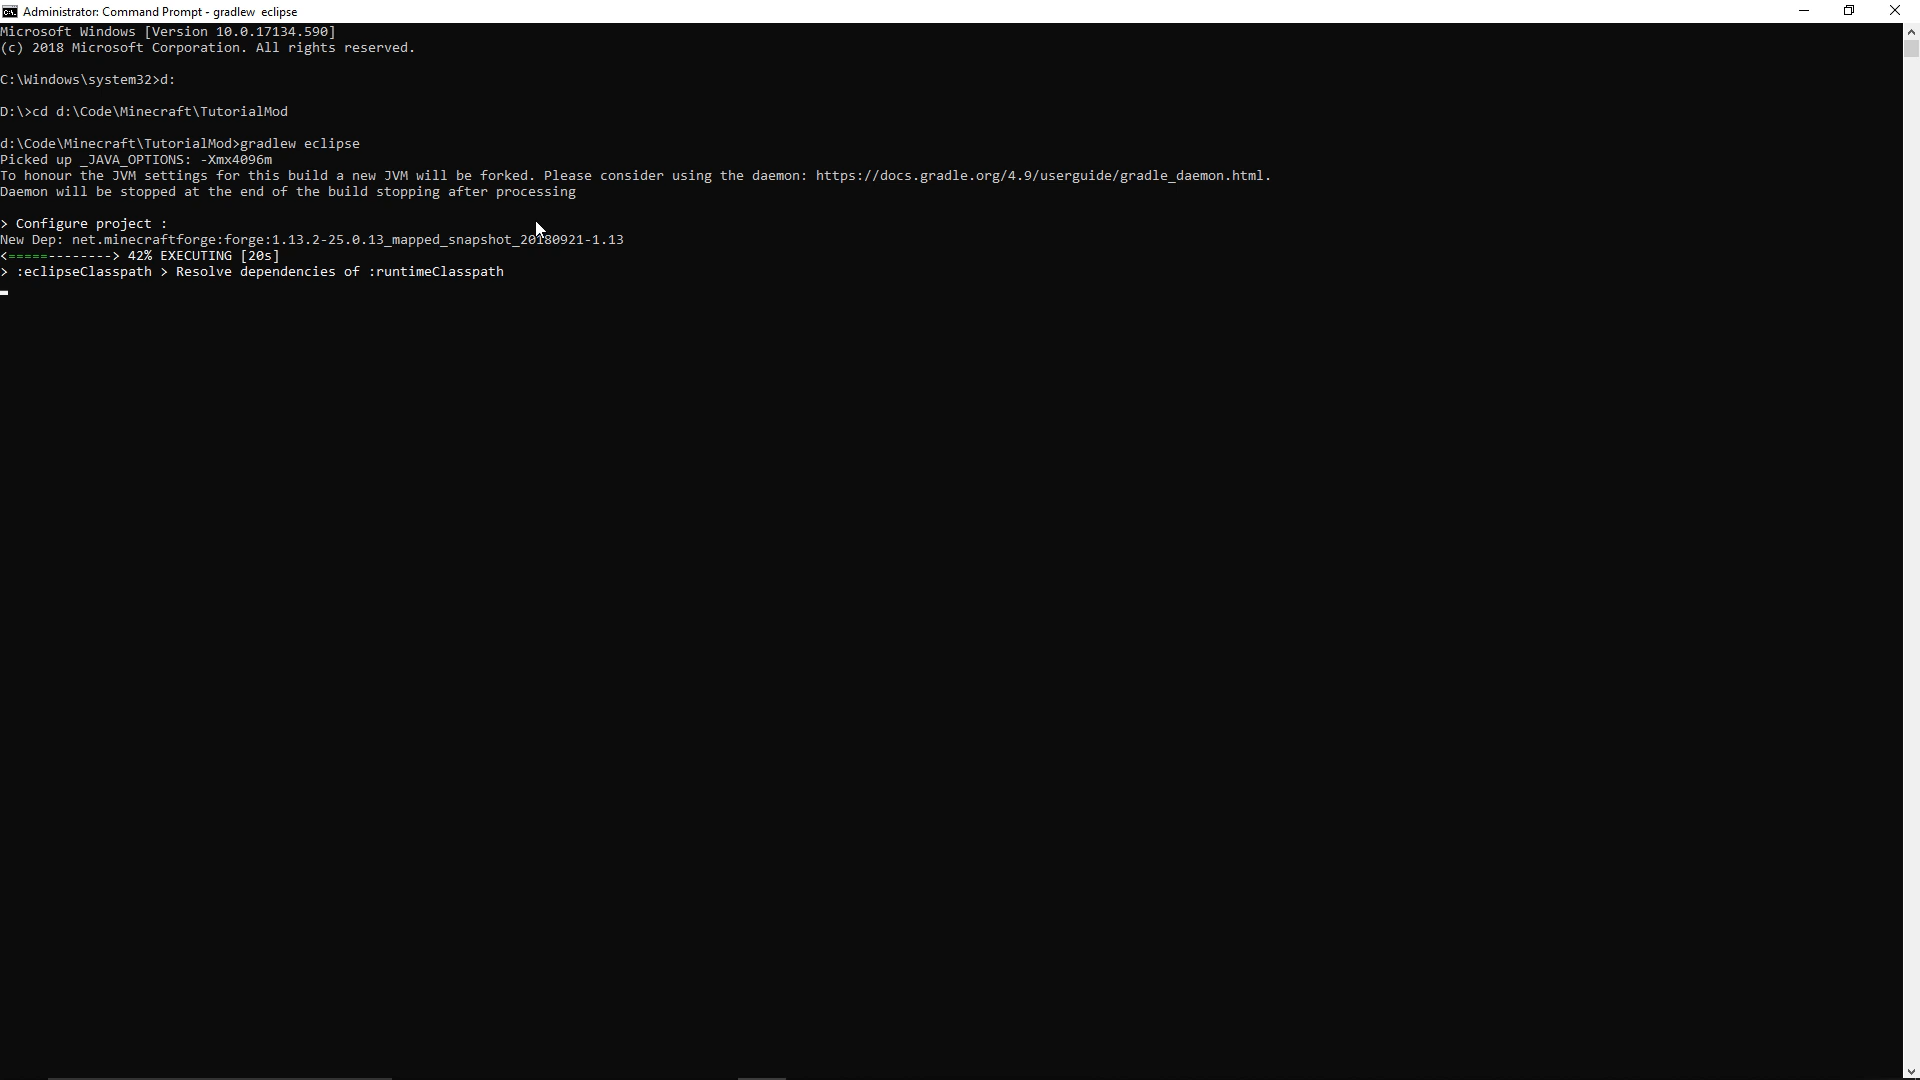 Administrator: Command Prompt - gradlew  eclipse
Microsoft Windows [Version 10.0.17134.590]
(c) 2018 Microsoft Corporation. All rights reserved.
C:\Windows\system32>d:
D:\>cd d:\Code\Minecraft\TutorialMod
d:\Code\Minecraft\TutorialMod>gradlew eclipse
Picked up _JAVA_OPTIONS: -Xmx4096m
To honour the JVM settings for this build a new JVM will be forked. Please consider using the daemon: https://docs.gradle.org/4.9/userguide/gradle_daemon.html.
Daemon will be stopped at the end of the build stopping after processing
> Configure project :
New Dep: net.minecraftforge:forge:1.13.2-25.0.13_mapped_snapshot_20180921-1.13
<=====--------> 42% EXECUTING [20s]
> :eclipseClasspath > Resolve dependencies of :runtimeClasspath